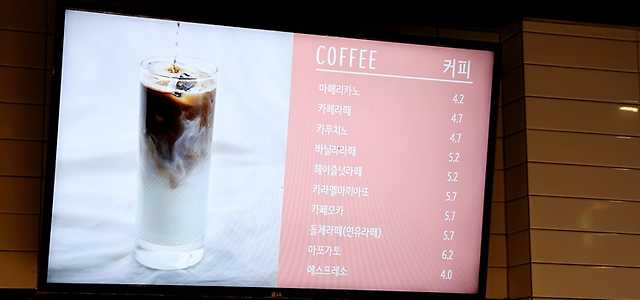 COFFEE 커피
아메리카노 4.2
카페라떼 4.7
카푸치노 4.7
바닐라라떼 5.2
헤이즐넛라떼 5.2
카라멜마끼아또 5.7
카페모카 5.7
돌체라떼(연유라떼) 5.7
아포가토 6.2
에스프레소 4.0
LG